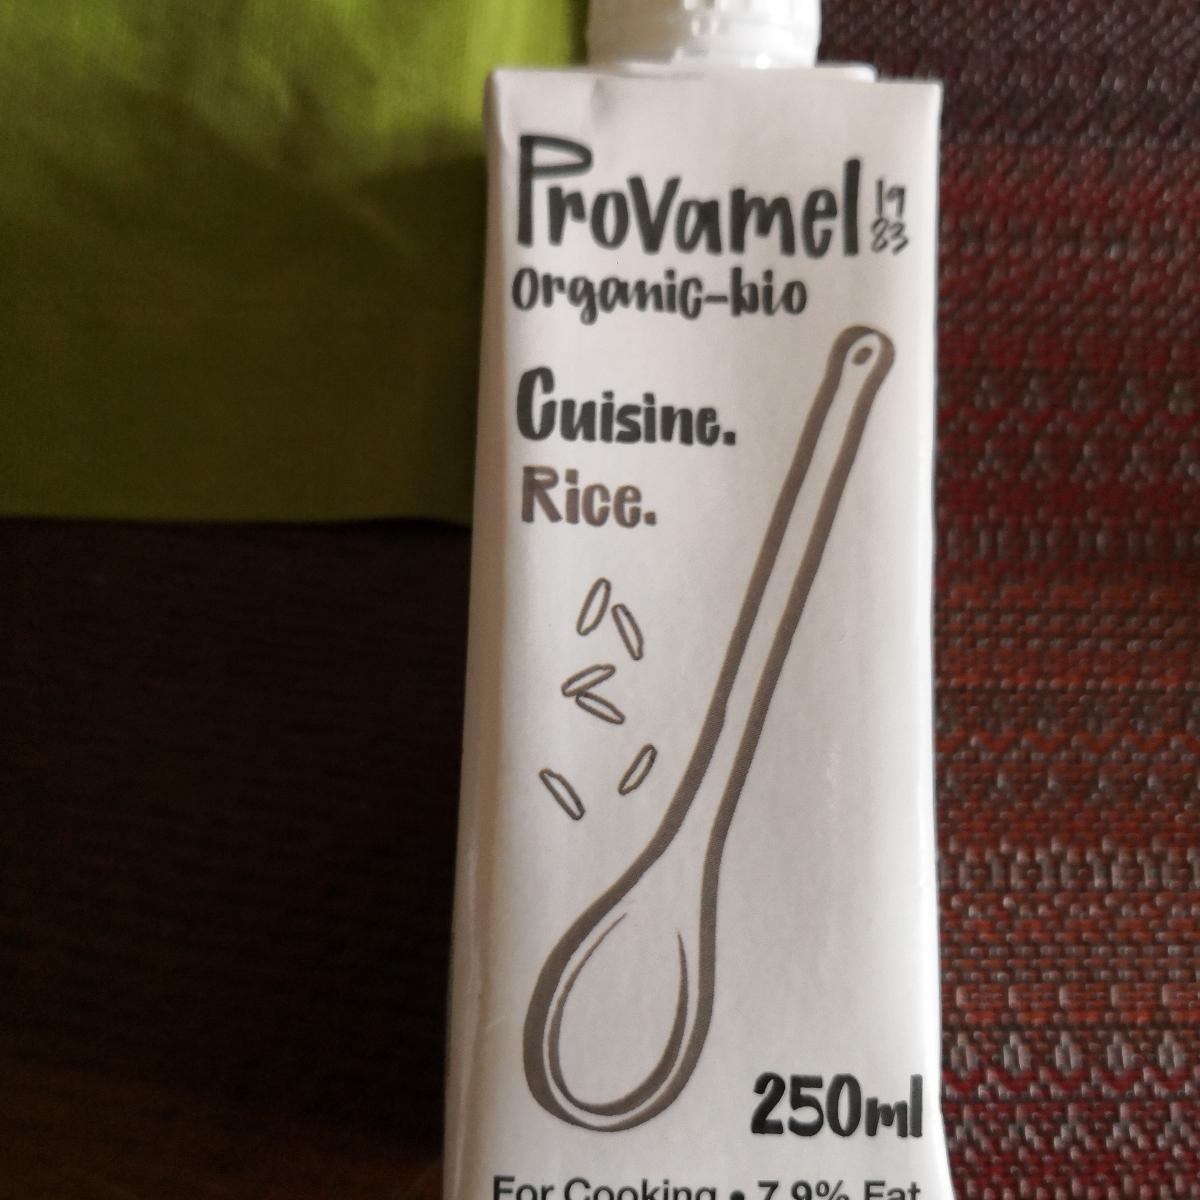 Provamel 19
83
organic-bio
Cuisine.
Rice.
250ml
For Cooking • 7.9% Fat